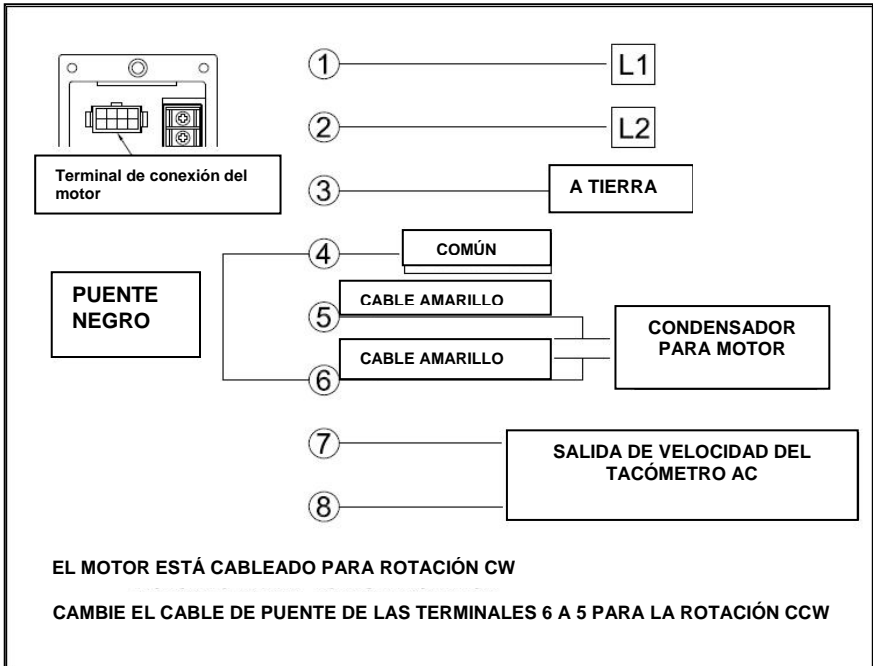 ① L1
② L2
Terminal de conexión del
motor
③ A TIERRA
④ COMÚN
PUENTE
NEGRO
CABLE AMARILLO
⑤
CONDENSADOR
PARA MOTOR
CABLE AMARILLO
⑥
⑦
SALIDA DE VELOCIDAD DEL
TACÓMETRO AC
⑧
EL MOTOR ESTÁ CABLEADO PARA ROTACIÓN CW
CAMBIE EL CABLE DE PUENTE DE LAS TERMINALES 6 A 5 PARA LA ROTACIÓN CCW